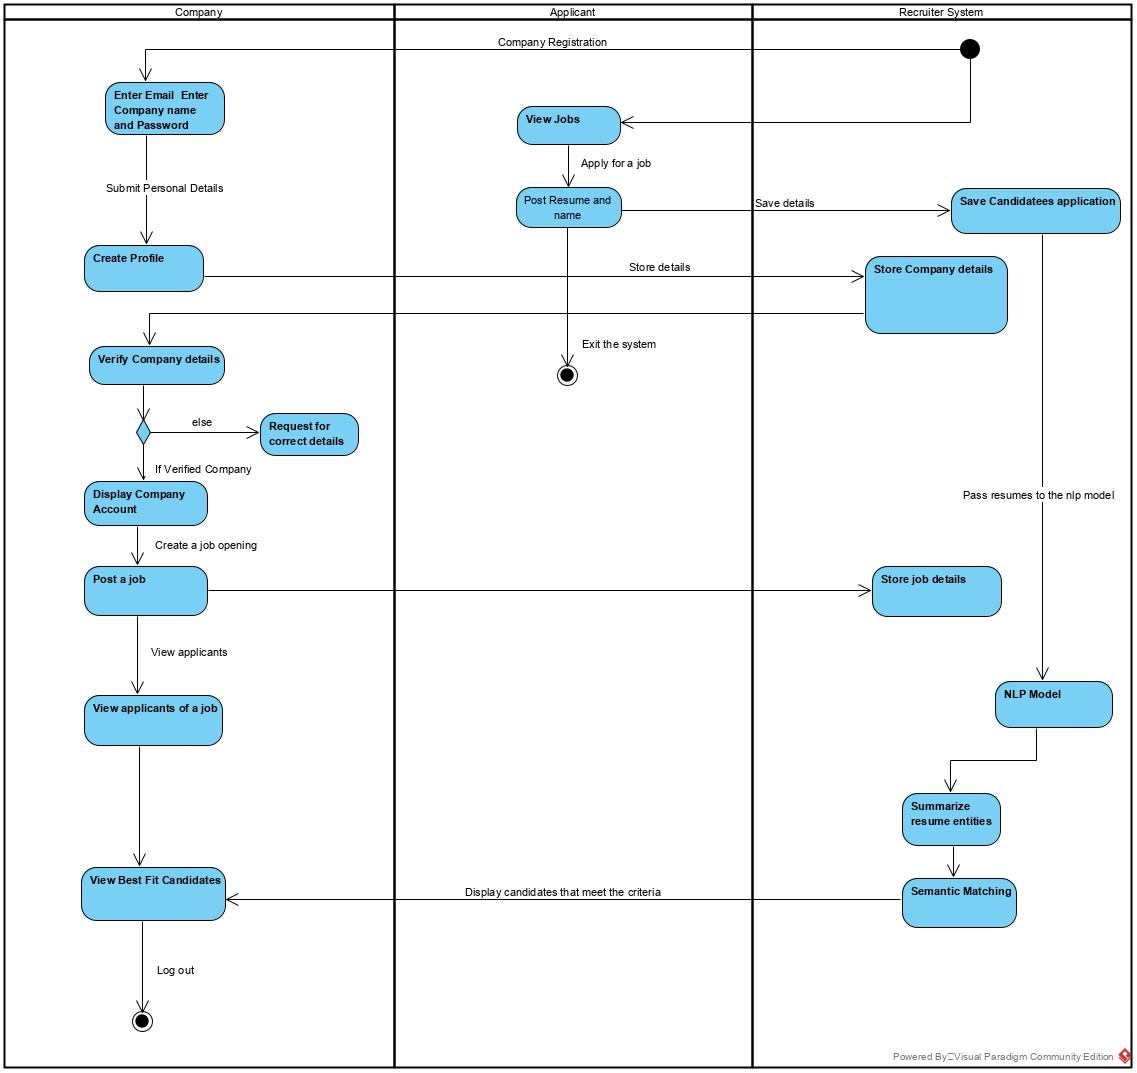 Company
Applicant
Recruiter System
Company Registration
Enter Email  Enter
Company name
and Password
View Jobs
Apply for a job
Submit Personal Details
Post Resume and
name
Save details
Save Candidatees application
Create Profile
Store details
Store Company details
Verify Company details
Exit the system
else
Request for
correct details
If Verified Company
Display Company
Account
Pass resumes to the nlp model
Create a job opening
Post a job
Store job details
View applicants
NLP Model
View applicants of a job
Summarize
resume entities
View Best Fit Candidates
Display candidates that meet the criteria
Semantic Matching
Log out
Powered By Visual Paradigm Community Edition